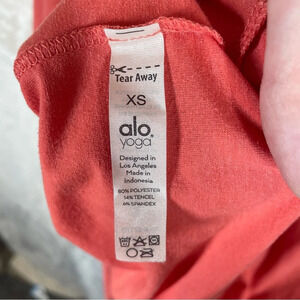 Tear Away
XS
alo.
yoga
Designed in
Los Angeles
Made in
Indonesia
80% POLYESTER
14% TENCEL
6% SPANDEX